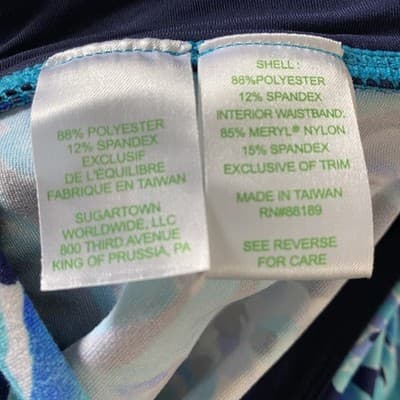 88% POLYESTER
12% SPANDEX
EXCLUSIF
DE L'ÉQUILIBRE
FABRIQUE EN TAIWAN
SUGARTOWN
WORLDWIDE, LLC
800 THIRD AVENUE
KING OF PRUSSIA, PA
SHELL :
88%POLYESTER
12% SPANDEX
INTERIOR WAISTBAND:
85% MERYL® NYLON
15% SPANDEX
EXCLUSIVE OF TRIM
MADE IN TAIWAN
RN#88189
SEE REVERSE
FOR CARE